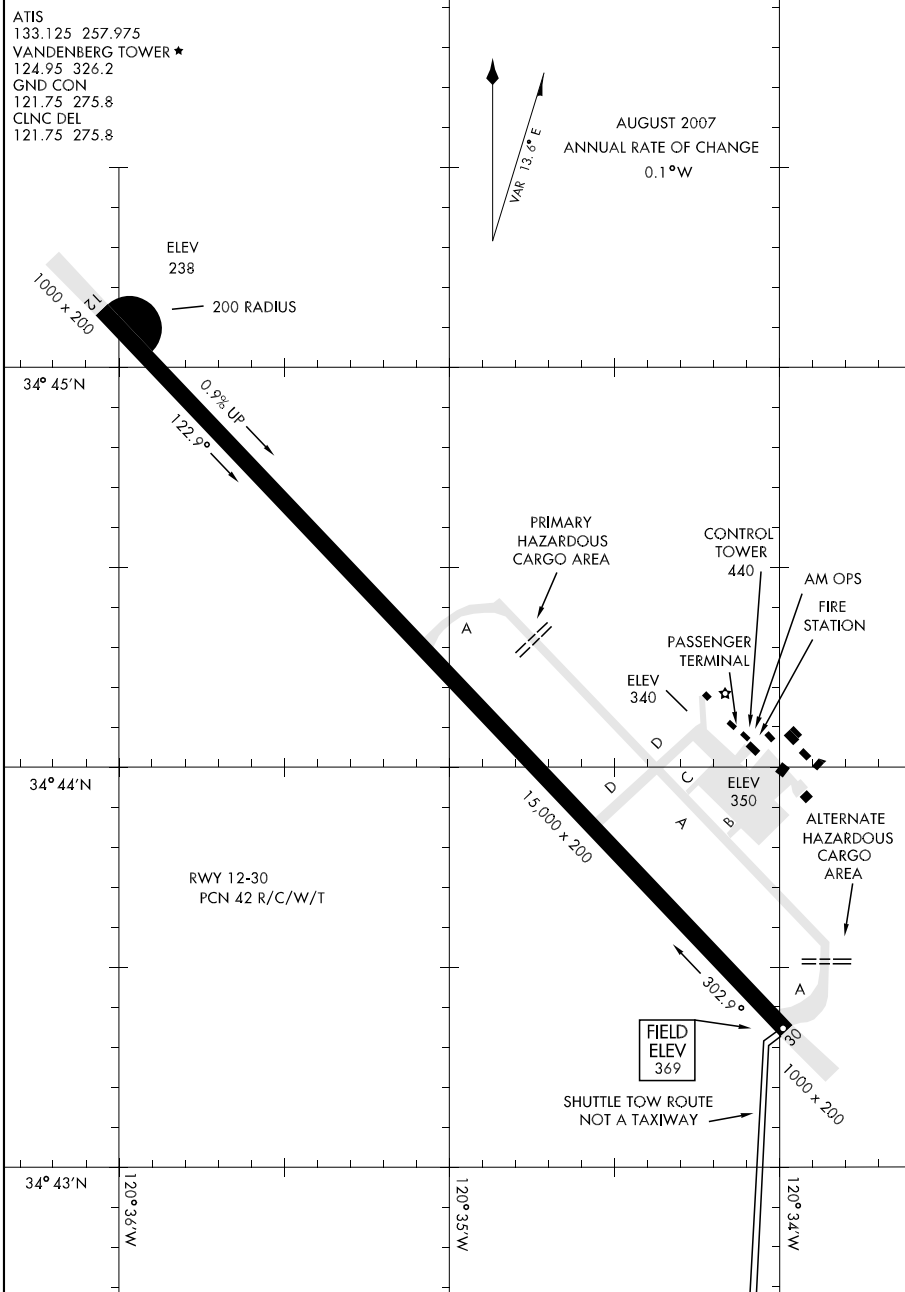 ATIS
133.125 257.975
VANDENBERG TOWER ★
124.95 326.2
GND CON
121.75 275.8
CLNC DEL
121.75 275.8
VAR 13.6° E
AUGUST 2007
ANNUAL RATE OF CHANGE
0.1°W
ELEV
238
200 RADIUS
1000 x 200
12
34° 45'N
0.9% UP
122.9°
PRIMARY
HAZARDOUS
CARGO AREA
CONTROL
TOWER
440
AM OPS
FIRE
STATION
PASSENGER
TERMINAL
A
ELEV
340
D
D
C
A
B
ELEV
350
34° 44'N
15,000 x 200
ALTERNATE
HAZARDOUS
CARGO
AREA
RWY 12-30
PCN 42 R/C/W/T
302.9°
A
FIELD
ELEV
369
30
1000 x 200
SHUTTLE TOW ROUTE
NOT A TAXIWAY
34° 43'N
120° 36'W
120° 35'W
120° 34'W